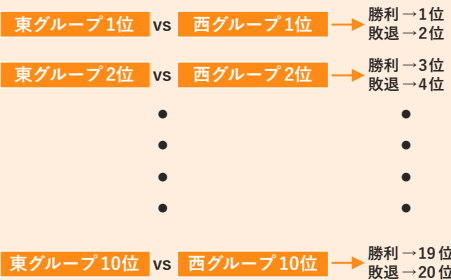 東グループ1位 vs 西グループ1位 → 勝利→1位
敗退→2位
東グループ2位 vs 西グループ2位 → 勝利→3位
敗退→4位
東グループ10位 vs 西グループ10位 → 勝利→19位
敗退→20位